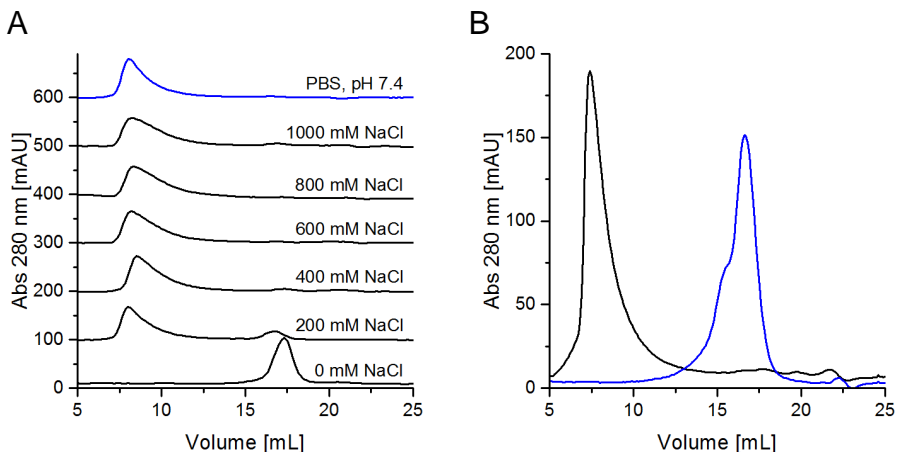 A
Abs 280 nm [mAU]
600
500
400
300
200
100
0
PBS, pH 7.4
1000 mM NaCl
800 mM NaCl
600 mM NaCl
400 mM NaCl
200 mM NaCl
0 mM NaCl
5 10 15 20 25
Volume [mL]
B
Abs 280 nm [mAU]
200
150
100
50
0
5 10 15 20 25
Volume [mL]